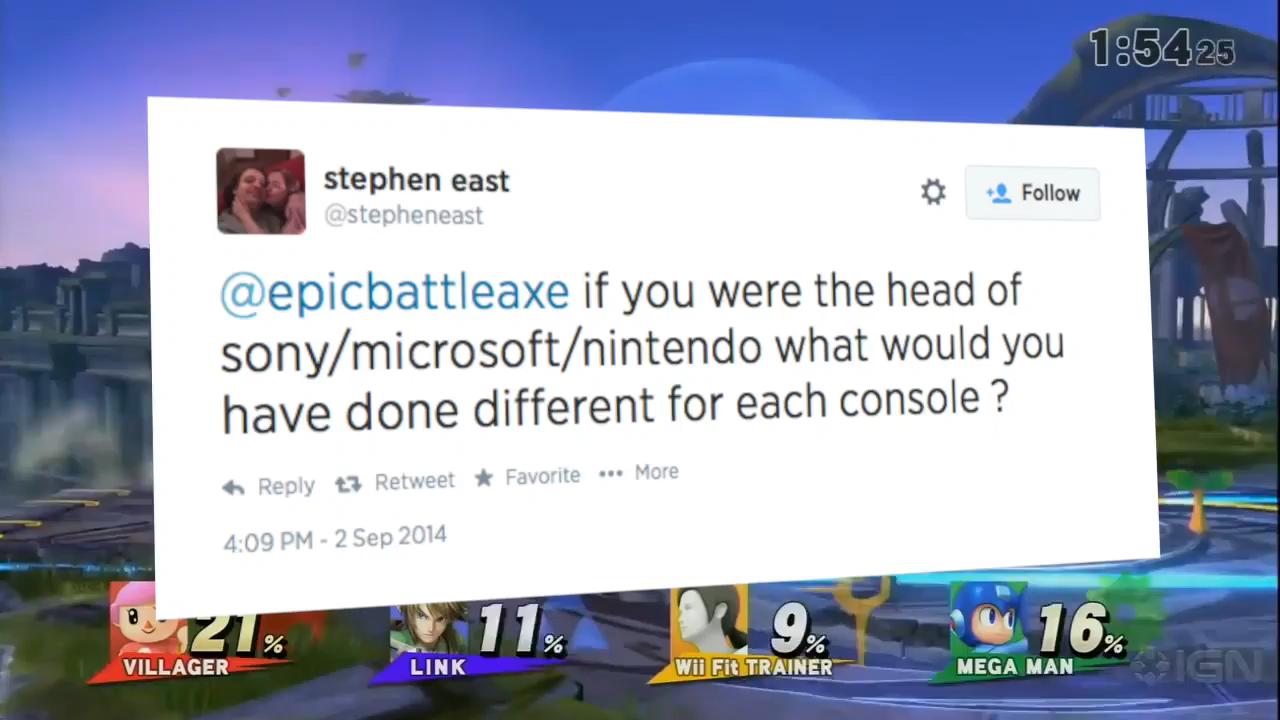 1:54 25
stephen east
@stepheneast
Follow
@epicbattleaxe if you were the head of
sony/microsoft/nintendo what would you
have done different for each console ?
Reply Retweet Favorite More
4:09 PM - 2 Sep 2014
21% 11% 9% 16%
VILLAGER LINK Wii Fit TRAINER MEGA MAN
IGN